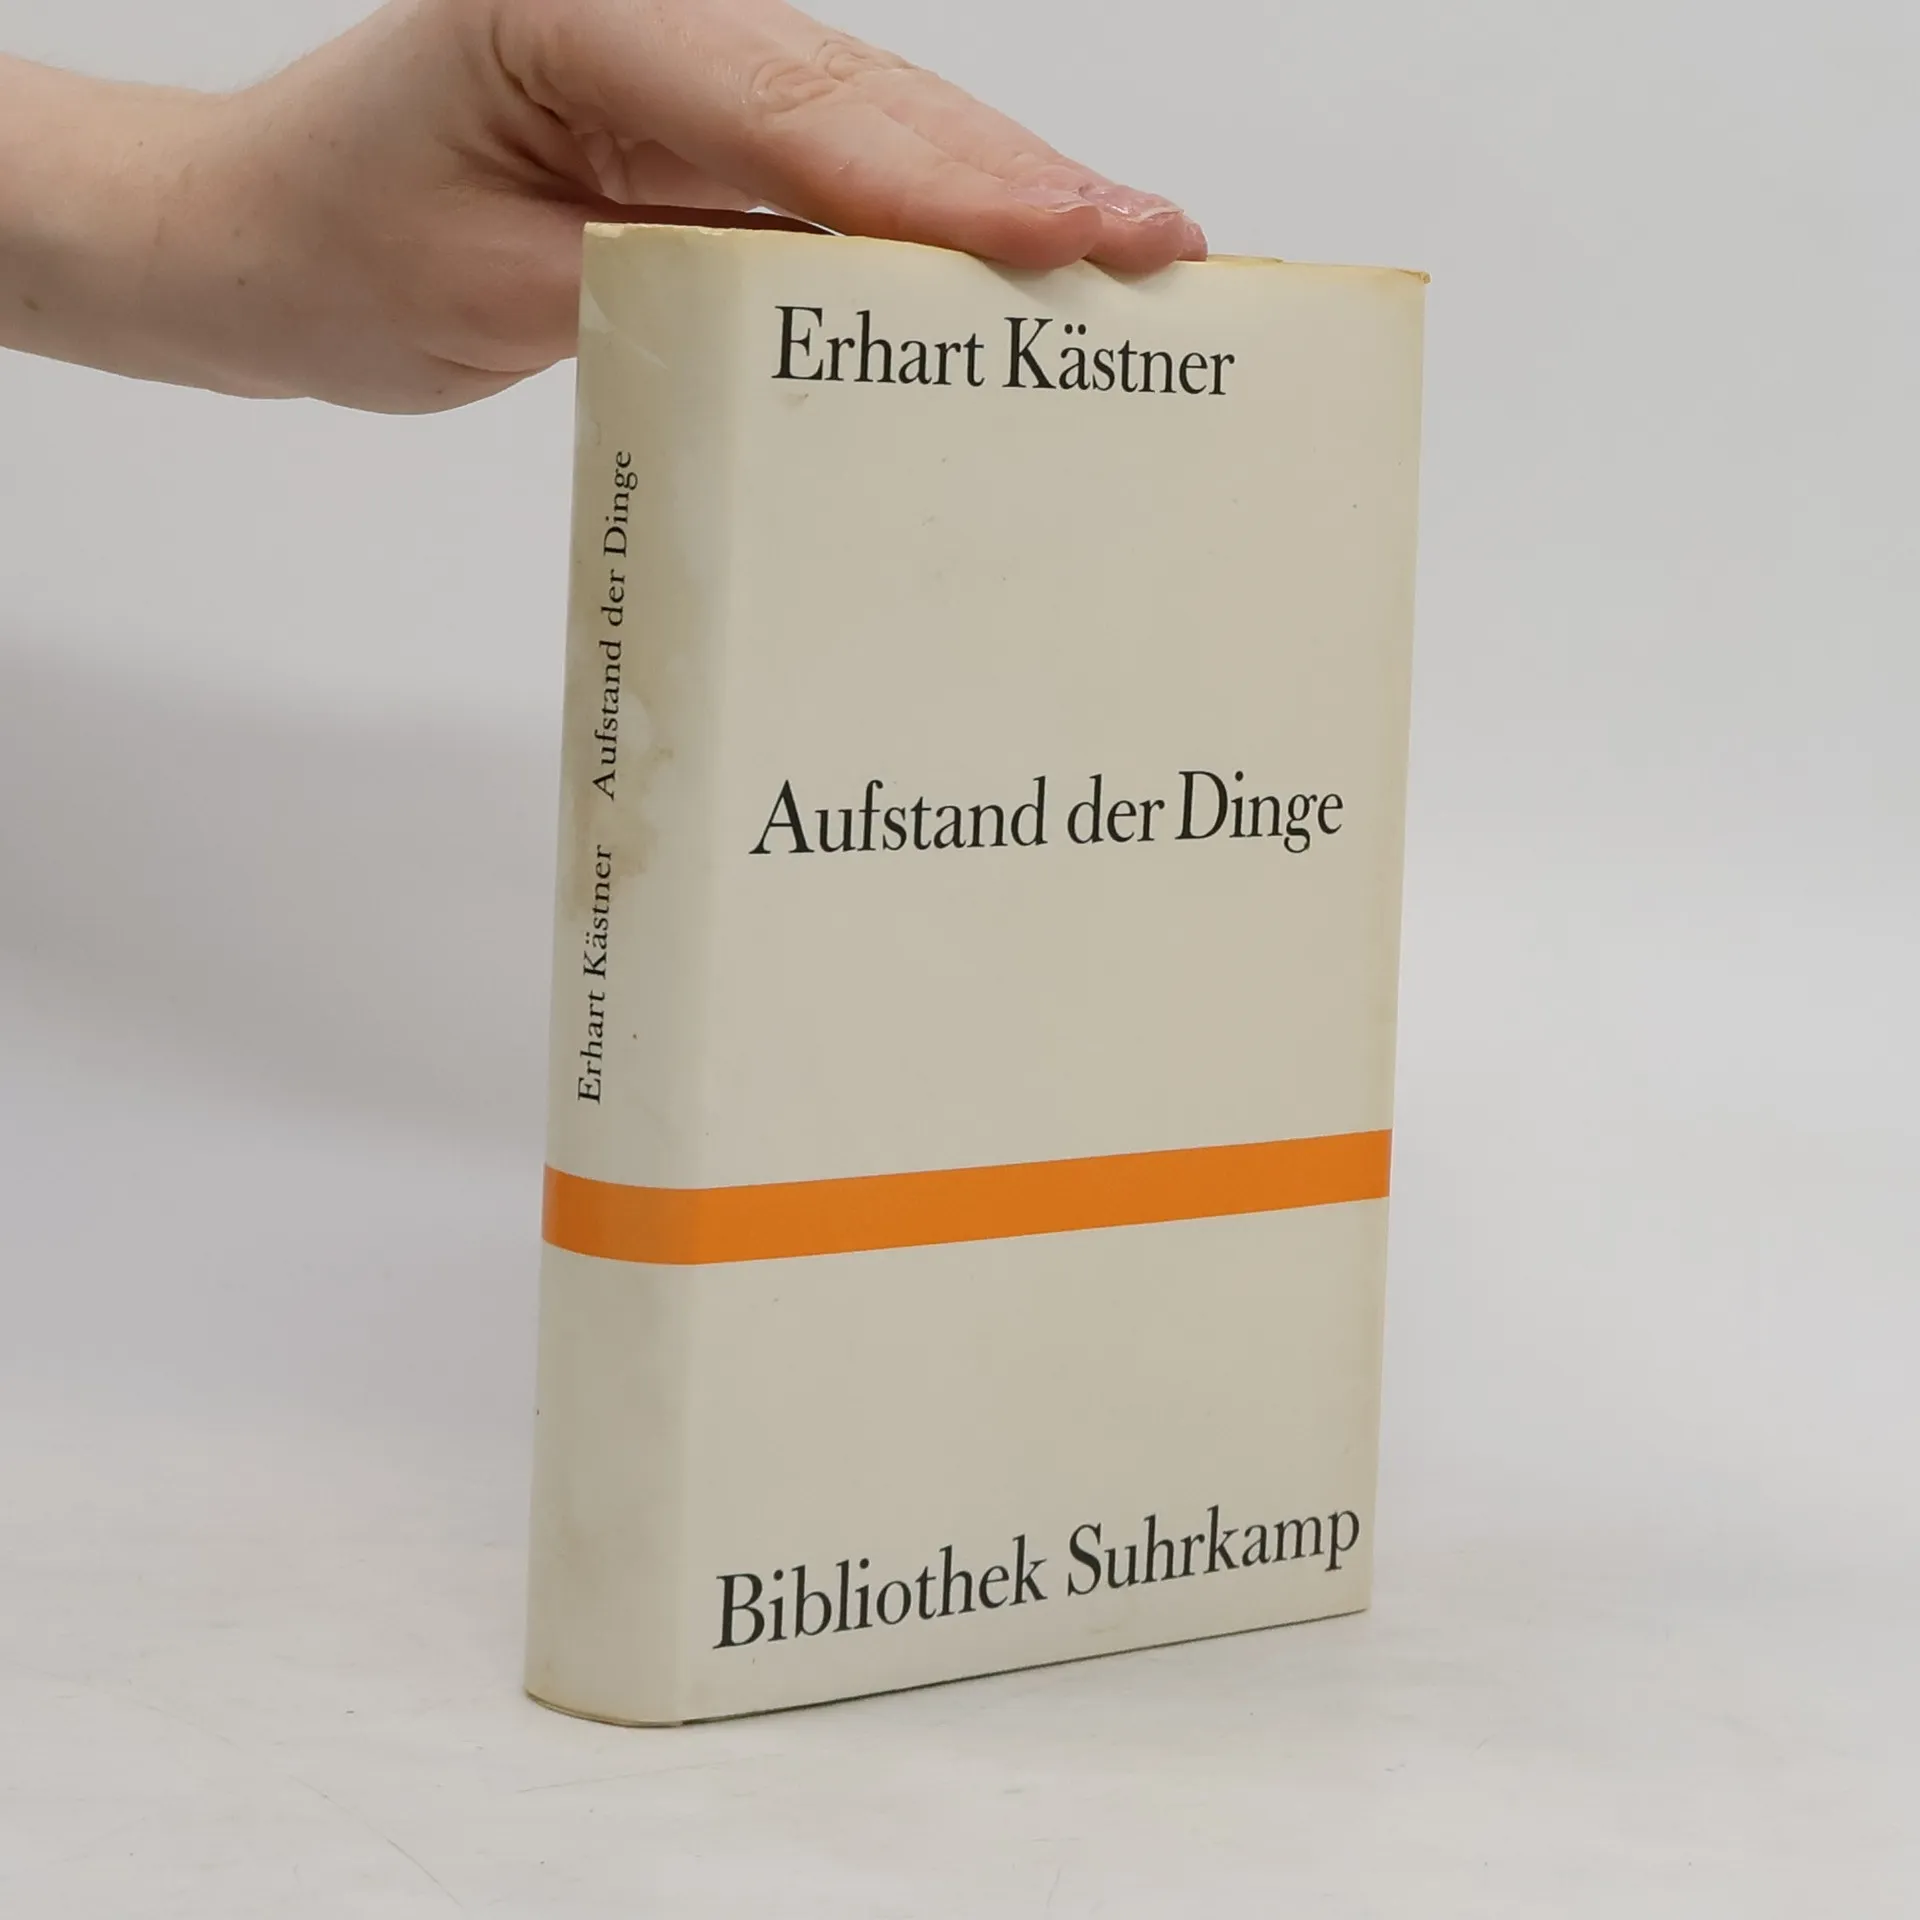 Erhart Kästner
Aufstand der Dinge
Bibliothek Suhrkamp
Erhart Kästner Aufstand der Dinge